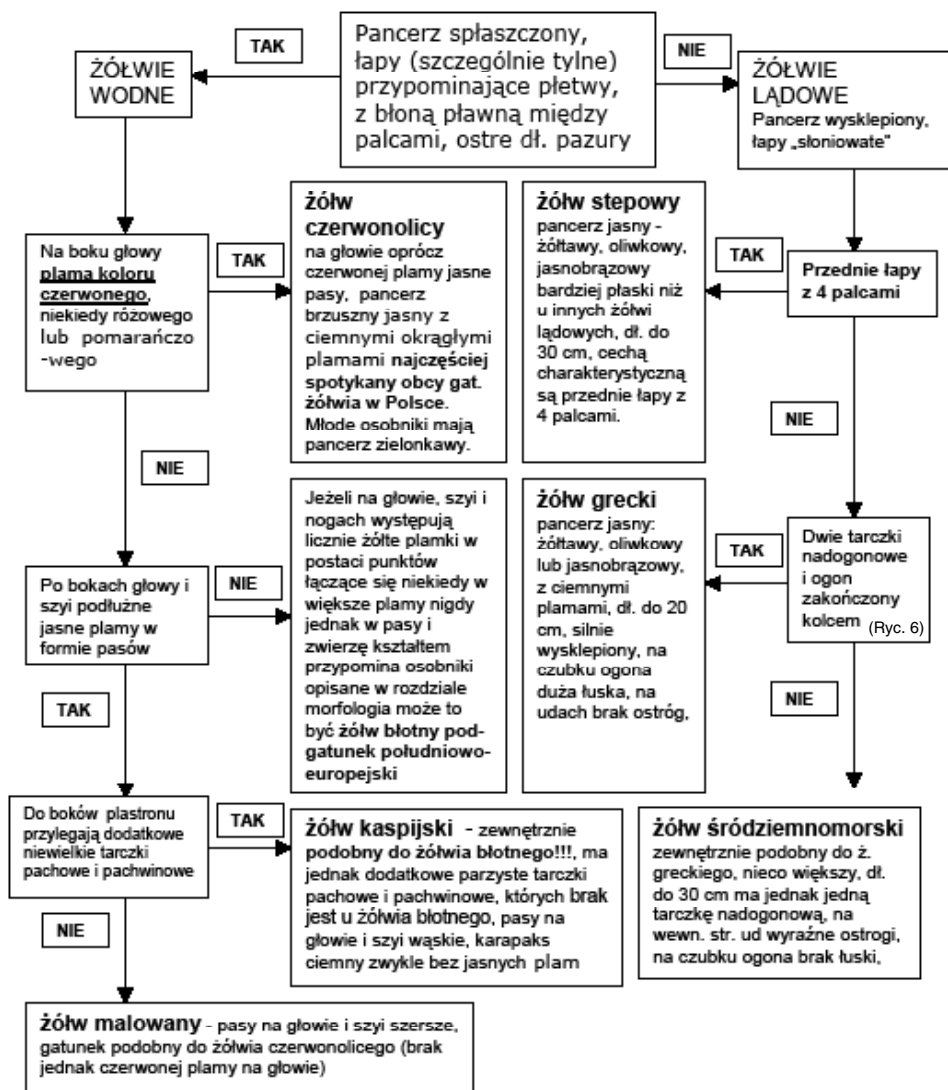 Pancerz spłaszczony,
łapy (szczególnie tylne)
przypominające płetwy,
z błoną pławną między
palcami, ostre dł. pazury
TAK
NIE
ŻÓŁWIE
WODNE
ŻÓŁWIE
LĄDOWE
Pancerz wysklepiony,
łapy „słoniowate”
Na boku głowy
plama koloru
czerwonego,
niekiedy różowego
lub pomarańczo
-wego
TAK
żółw
czerwonolicy
na głowie oprócz
czerwonej plamy jasne
pasy, pancerz
brzuszny jasny z
ciemnymi okrągłymi
plamami najczęściej
spotykany obcy gat.
żółwia w Polsce.
Młode osobniki mają
pancerz zielonkawy.
żółw stepowy
pancerz jasny -
żółtawy, oliwkowy,
jasnobrązowy
bardziej płaski niż
u innych żółwi
lądowych, dł. do
30 cm, cechą
charakterystyczną
są przednie łapy z
4 palcami.
TAK
Przednie łapy
z 4 palcami
NIE
NIE
Po bokach głowy i
szyi podłużne
jasne plamy w
formie pasów
NIE
Jeżeli na głowie, szyi i
nogach występują
licznie żółte plamki w
postaci punktów
łączące się niekiedy w
większe plamy nigdy
jednak w pasy i
zwierzę kształtem
przypomina osobniki
opisane w rozdziale
morfologia może to
być żółw błotny pod-
gatunek południowo-
europejski
żółw grecki
pancerz jasny:
żółtawy, oliwkowy
lub jasnobrązowy,
z ciemnymi
plamami, dł. do 20
cm, silnie
wysklepiony, na
czubku ogona
duża łuska, na
udach brak ostróg,
TAK
Dwie tarczki
nadogonowe
i ogon
zakończony
kolcem (Ryc. 6)
TAK
NIE
Do boków plastronu
przylegają dodatkowe
niewielkie tarczki
pachowe i pachwinowe
TAK
żółw kaspijski - zewnętrznie
podobny do żółwia błotnego!!!, ma
jednak dodatkowe parzyste tarczki
pachowe i pachwinowe, których brak
jest u żółwia błotnego, pasy na
głowie i szyi wąskie, karapaks
ciemny zwykle bez jasnych plam
żółw śródziemnomorski
zewnętrznie podobny do ż.
greckiego, nieco większy, dł.
do 30 cm ma jednak jedną
tarczkę nadogonową, na
wewn. str. ud wyraźne ostrogi,
na czubku ogona brak łuski,
NIE
żółw malowany - pasy na głowie i szyi szersze,
gatunek podobny do żółwia czerwonolicego (brak
jednak czerwonej plamy na głowie)